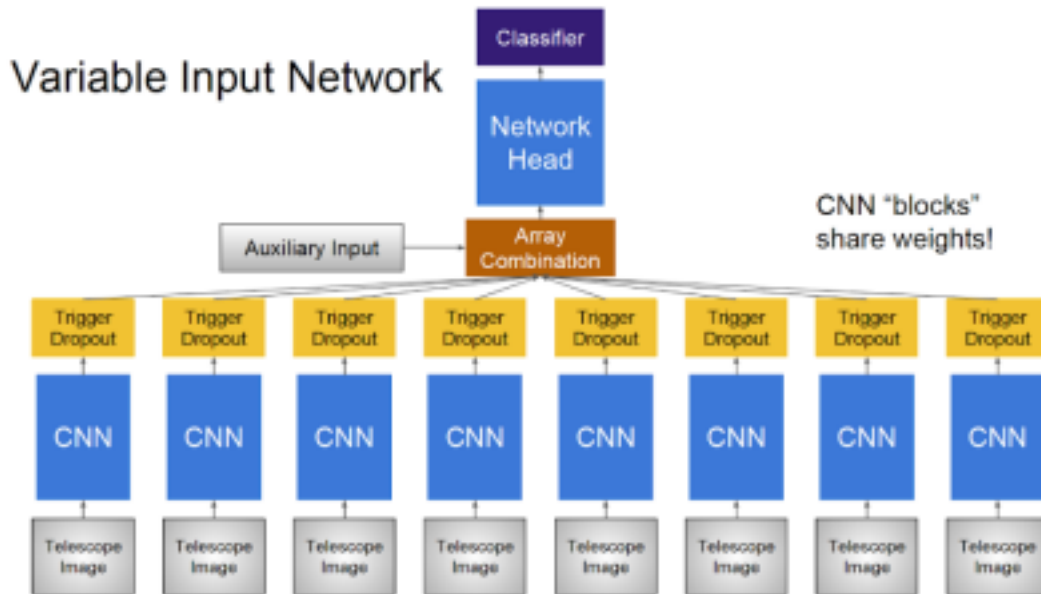 Classifier
Variable Input Network
Network
Head
CNN "blocks"
share weights!
Auxiliary Input
Array
Combination
Trigger
Dropout
Trigger
Dropout
Trigger
Dropout
Trigger
Dropout
Trigger
Dropout
Trigger
Dropout
Trigger
Dropout
Trigger
Dropout
CNN
CNN
CNN
CNN
CNN
CNN
CNN
CNN
Telescope
Image
Telescope
Image
Telescope
Image
Telescope
Image
Telescope
Image
Telescope
Image
Telescope
Image
Telescope
Image